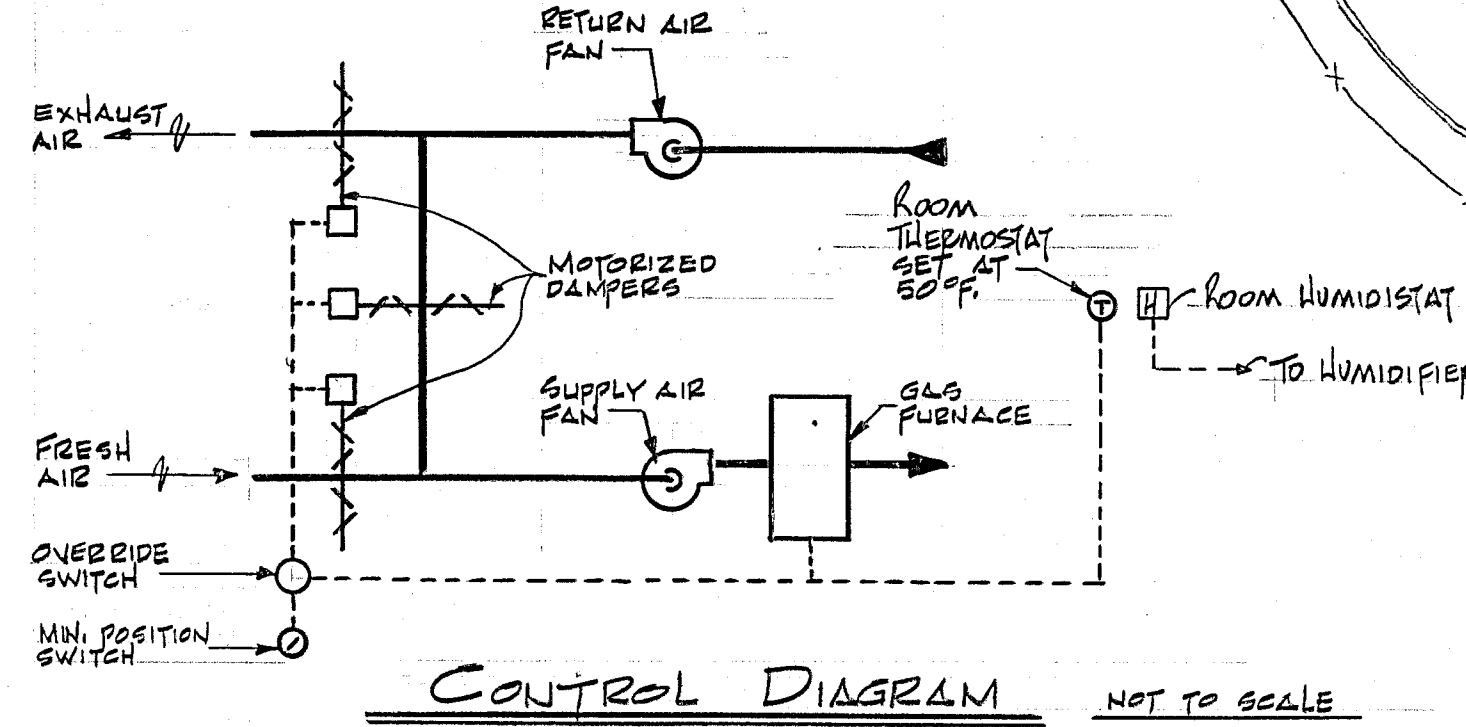 RETURN AIR
FAN
EXHAUST
AIR
ROOM
THERMOSTAT
SET AT
50°F.
MOTORIZED
DAMPERS
T
H
ROOM HUMIDISTAT
TO HUMIDIFIER
SUPPLY AIR
FAN
GAS
FURNACE
FRESH
AIR
OVERRIDE
SWITCH
MIN. POSITION
SWITCH
CONTROL DIAGRAM
NOT TO SCALE